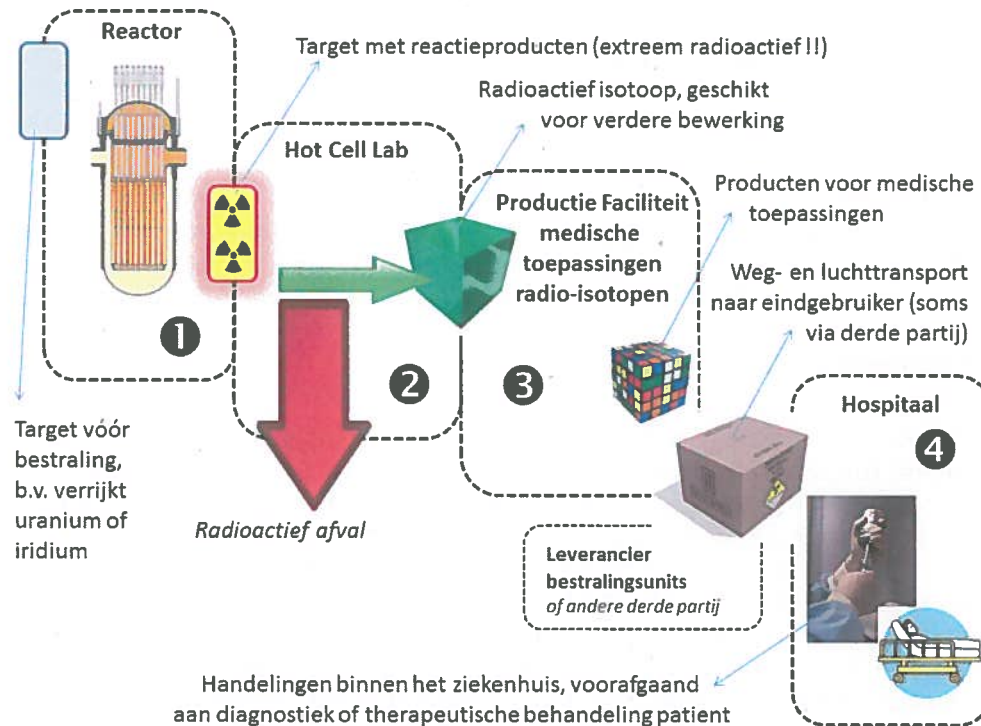 Reactor
Target met reactieproducten (extreem radioactief !!)
Radioactief isotoop, geschikt
voor verdere bewerking
Hot Cell Lab
Productie Faciliteit
medische
toepassingen
radio-isotopen
Producten voor medische
toepassingen
Weg- en luchttransport
naar eindgebruiker (soms
via derde partij)
1
2
3
Hospitaal
4
Target vóór
bestraling,
b.v. verrijkt
uranium of
iridium
Radioactief afval
Leverancier
bestralingsunits
of andere derde partij
Handelingen binnen het ziekenhuis, voorafgaand
aan diagnostiek of therapeutische behandeling patient